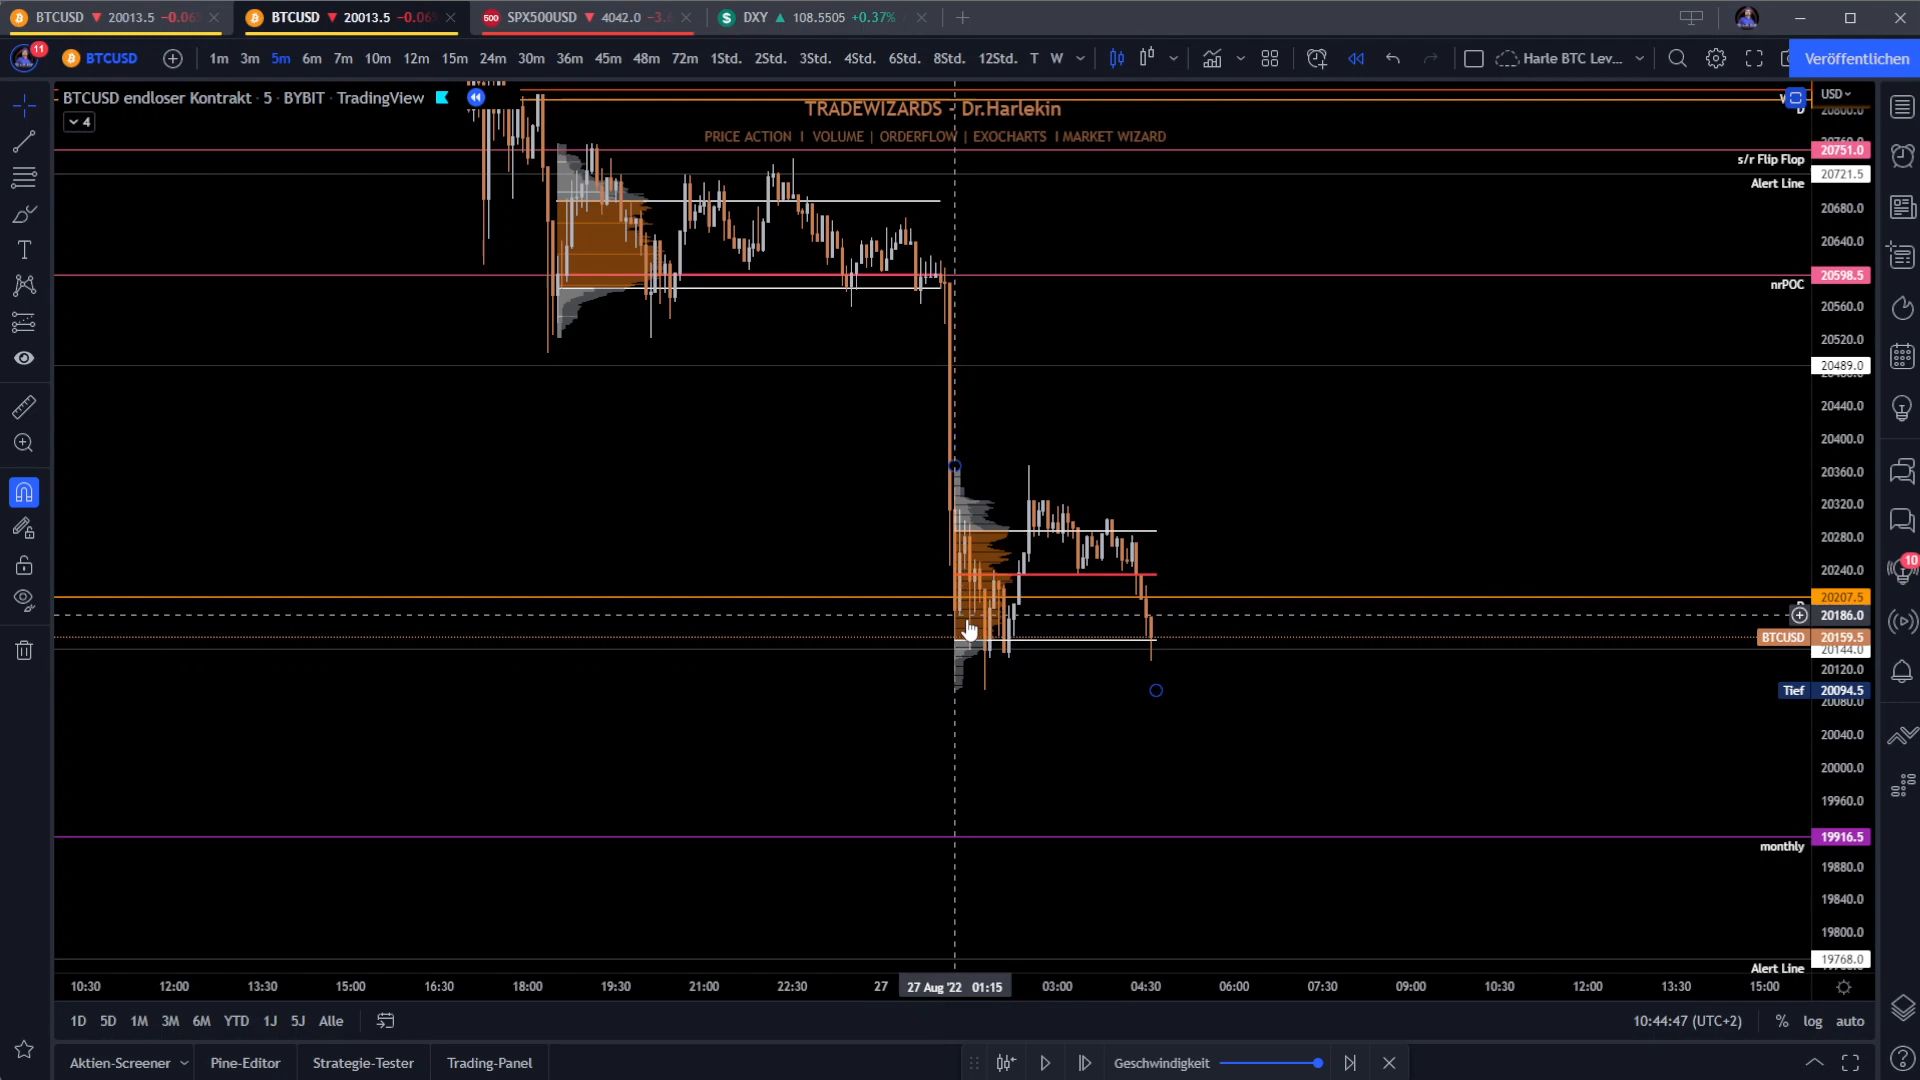 BTCUSD ▼ 20013.5 −0.06
BTCUSD ▼ 20013.5 −0.06
500 SPX500USD ▼ 4042.0 −3.
S DXY ▲ 108.5505 +0.37%
11
BTCUSD
1m 3m 5m 6m 7m 10m 12m 15m 24m 30m 36m 45m 48m 72m 1Std. 2Std. 3Std. 4Std. 6Std. 8Std. 12Std. T W
Harle BTC Lev...
Veröffentlichen
BTCUSD endloser Kontrakt · 5 · BYBIT · TradingView
4
TRADEWIZARDS - Dr.Harlekin
PRICE ACTION I VOLUME | ORDERFLOW | EXOCHARTS I MARKET WIZARD
USD
20751.0
s/r Flip Flop
20721.5
Alert Line
20680.0
20640.0
20598.5
nrPOC
20560.0
20520.0
20489.0
20440.0
20400.0
20360.0
20320.0
20280.0
20240.0
20207.5
20186.0
BTCUSD 20159.5
20144.0
20120.0
Tief 20094.5
20080.0
20040.0
20000.0
19960.0
19916.5
monthly
19880.0
19840.0
19800.0
19768.0
Alert Line
10
10:30 12:00 13:30 15:00 16:30 18:00 19:30 21:00 22:30 27 27 Aug '22 01:15 03:00 04:30 06:00 07:30 09:00 10:30 12:00 13:30 15:00
1D 5D 1M 3M 6M YTD 1J 5J Alle
10:44:47 (UTC+2) % log auto
Aktien-Screener Pine-Editor Strategie-Tester Trading-Panel
Geschwindigkeit